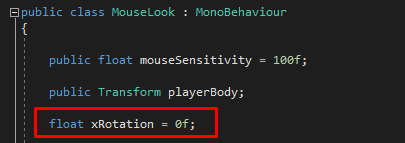 public class MouseLook : MonoBehaviour
{
public float mouseSensitivity = 100f;
public Transform playerBody;
float xRotation = 0f;